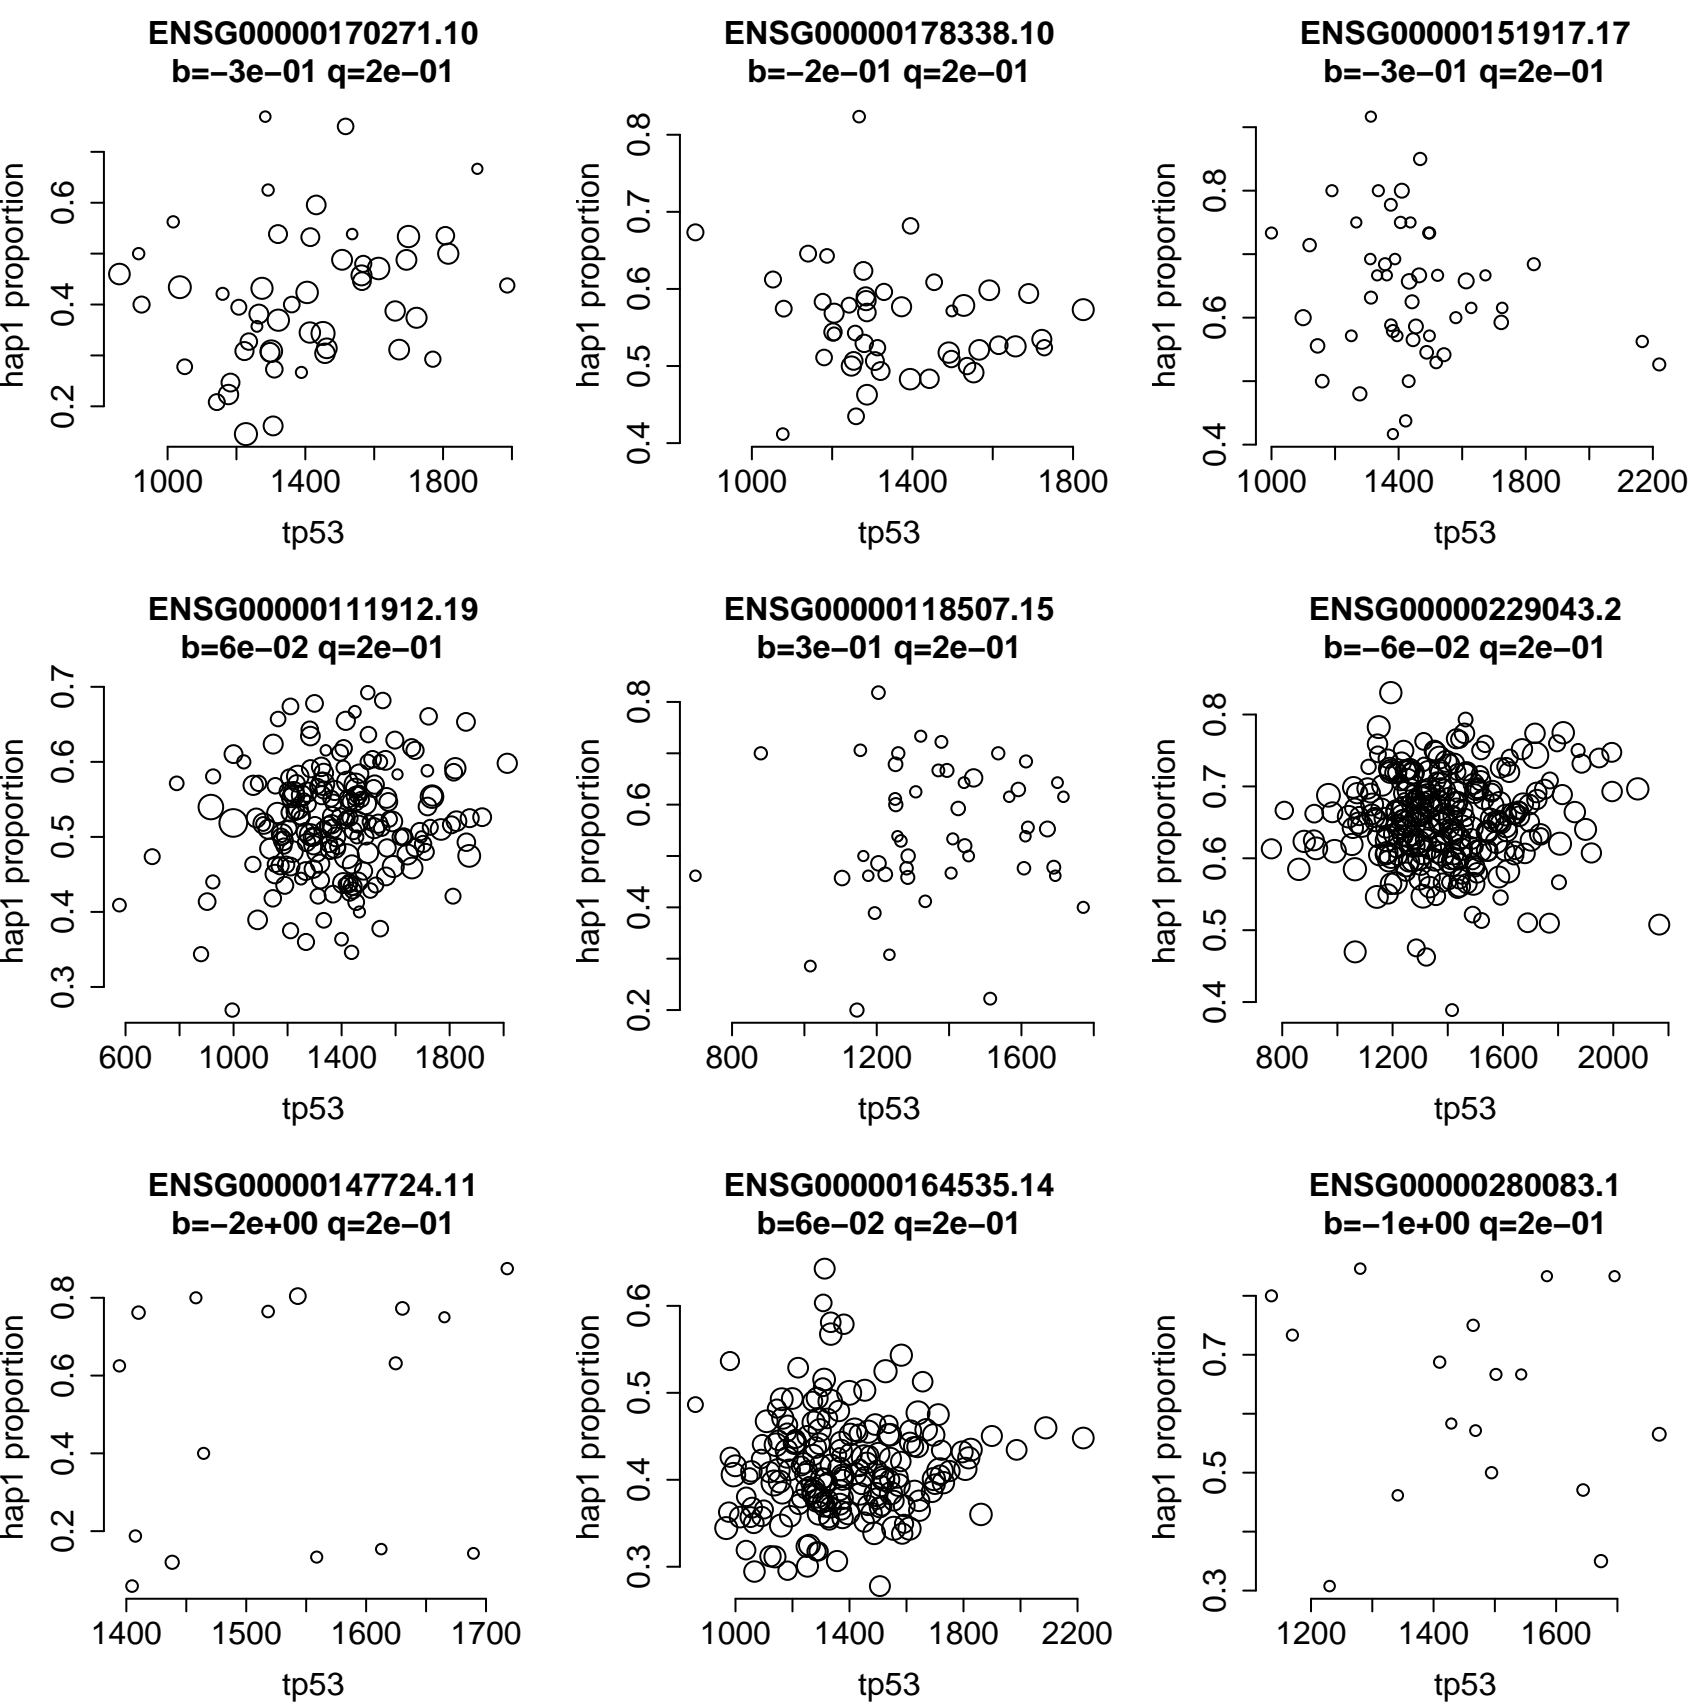 ENSG00000170271.10
b=−3e−01 q=2e−01
hap1 proportion
0.2 0.4 0.6
1000 1400 1800
tp53
ENSG00000178338.10
b=−2e−01 q=2e−01
hap1 proportion
0.4 0.5 0.6 0.7 0.8
1000 1400 1800
tp53
ENSG00000151917.17
b=−3e−01 q=2e−01
hap1 proportion
0.4 0.6 0.8
1000 1400 1800 2200
tp53
ENSG00000111912.19
b=6e−02 q=2e−01
hap1 proportion
0.3 0.4 0.5 0.6 0.7
600 1000 1400 1800
tp53
ENSG00000118507.15
b=3e−01 q=2e−01
hap1 proportion
0.2 0.4 0.6 0.8
800 1200 1600
tp53
ENSG00000229043.2
b=−6e−02 q=2e−01
hap1 proportion
0.4 0.5 0.6 0.7 0.8
800 1200 1600 2000
tp53
ENSG00000147724.11
b=−2e+00 q=2e−01
hap1 proportion
0.2 0.4 0.6 0.8
1400 1500 1600 1700
tp53
ENSG00000164535.14
b=6e−02 q=2e−01
hap1 proportion
0.3 0.4 0.5 0.6
1000 1400 1800 2200
tp53
ENSG00000280083.1
b=−1e+00 q=2e−01
hap1 proportion
0.3 0.5 0.7
1200 1400 1600
tp53